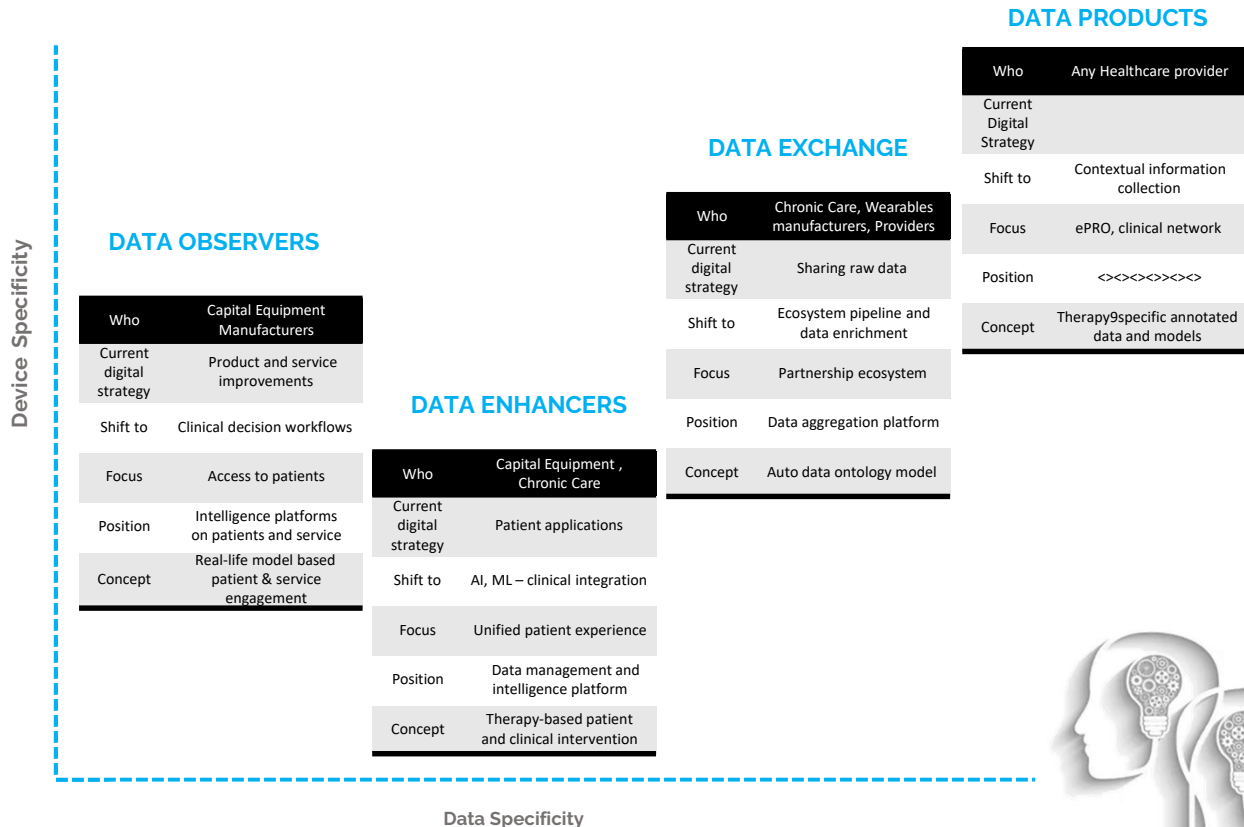 DATA PRODUCTS
Who Any Healthcare provider
Current
Digital
Strategy
Shift to Contextual information
collection
Focus ePRO, clinical network
Position <><><><>><><>
Concept Therapy9specific annotated
data and models
DATA EXCHANGE
Who Chronic Care, Wearables
manufacturers, Providers
Current
digital
strategy
Sharing raw data
Shift to Ecosystem pipeline and
data enrichment
Focus Partnership ecosystem
Position Data aggregation platform
Concept Auto data ontology model
DATA OBSERVERS
Who Capital Equipment
Manufacturers
Current
digital
strategy
Product and service
improvements
Shift to Clinical decision workflows
Focus Access to patients
Position Intelligence platforms
on patients and service
Concept Real-life model based
patient & service
engagement
DATA ENHANCERS
Who Capital Equipment ,
Chronic Care
Current
digital
strategy
Patient applications
Shift to AI, ML – clinical integration
Focus Unified patient experience
Position Data management and
intelligence platform
Concept Therapy-based patient
and clinical intervention
Device Specificity
Data Specificity